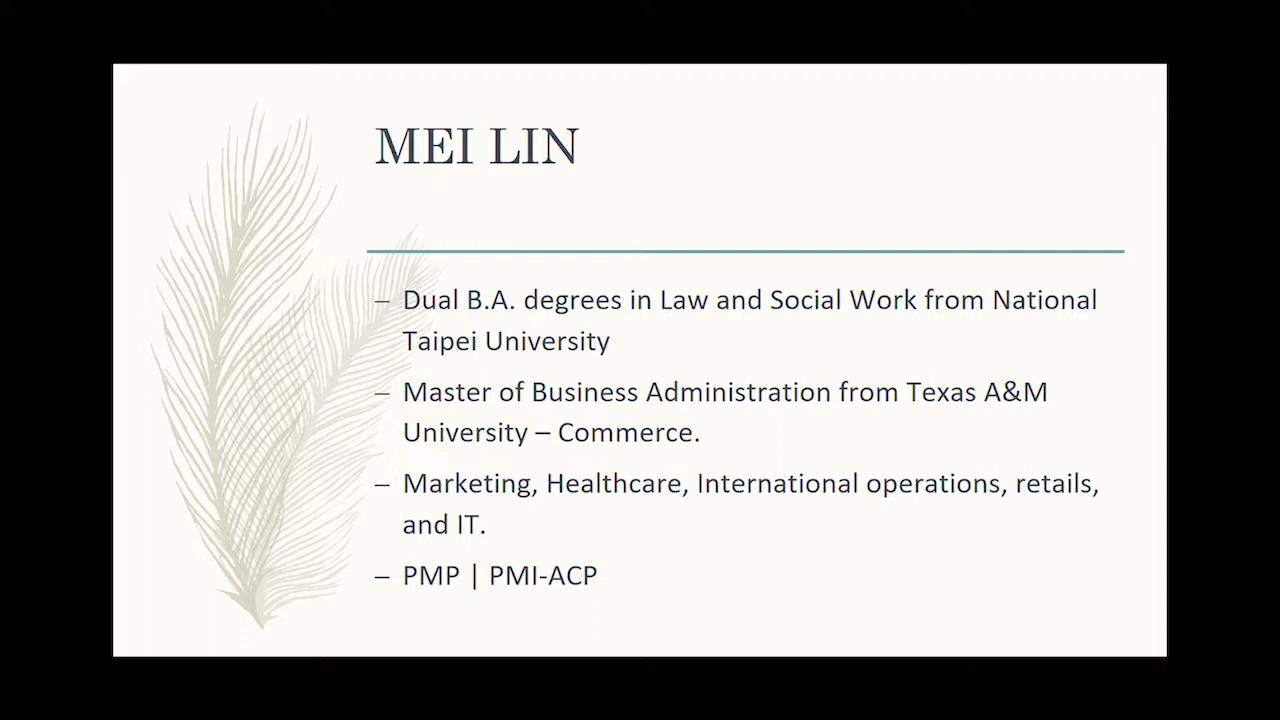 MEI LIN
– Dual B.A. degrees in Law and Social Work from National
Taipei University
– Master of Business Administration from Texas A&M
University – Commerce.
– Marketing, Healthcare, International operations, retails,
and IT.
– PMP | PMI-ACP